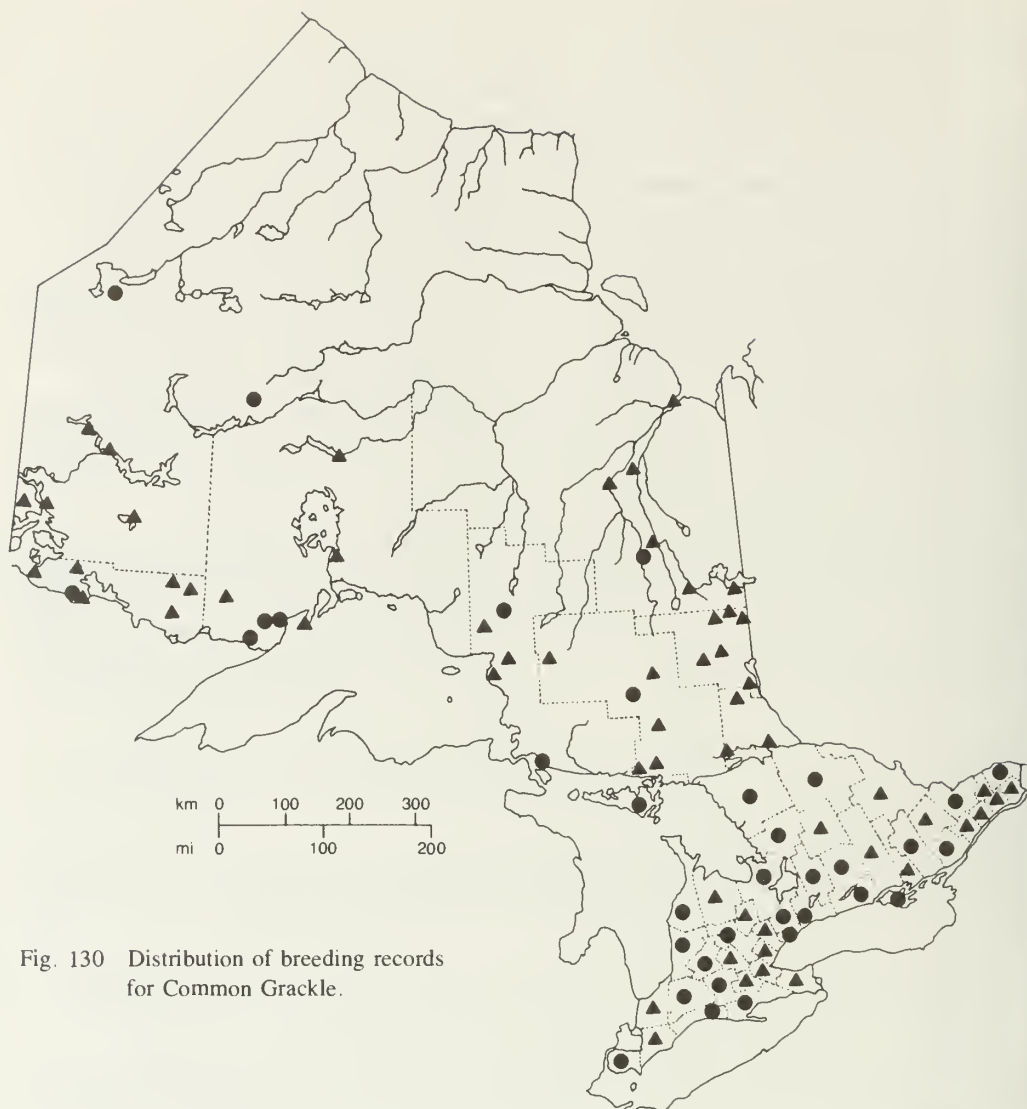 km 0 100 200 300
mi 0 100 200
Fig. 130 Distribution of breeding records
for Common Grackle.